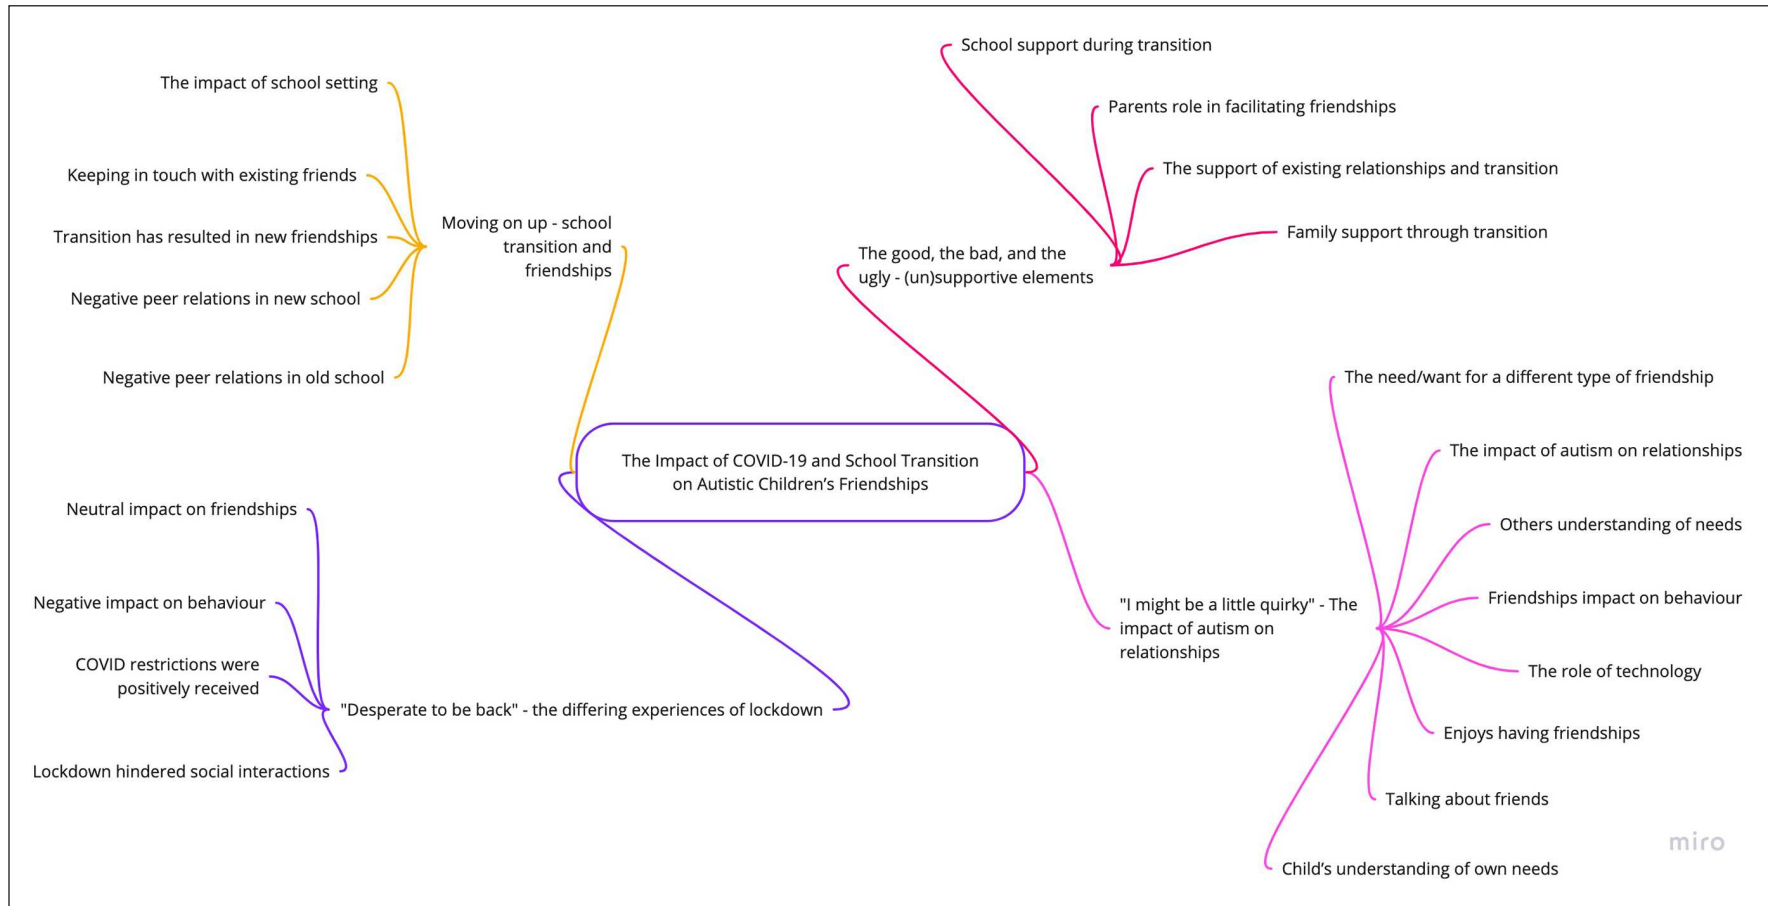 The impact of school setting
Keeping in touch with existing friends
Transition has resulted in new friendships
Negative peer relations in new school
Negative peer relations in old school
Moving on up - school
transition and
friendships
School support during transition
Parents role in facilitating friendships
The support of existing relationships and transition
Family support through transition
The good, the bad, and the
ugly - (un)supportive elements
The Impact of COVID-19 and School Transition
on Autistic Children’s Friendships
Neutral impact on friendships
Negative impact on behaviour
COVID restrictions were
positively received
Lockdown hindered social interactions
"Desperate to be back" - the differing experiences of lockdown
"I might be a little quirky" - The
impact of autism on
relationships
The need/want for a different type of friendship
The impact of autism on relationships
Others understanding of needs
Friendships impact on behaviour
The role of technology
Enjoys having friendships
Talking about friends
Child’s understanding of own needs
miro